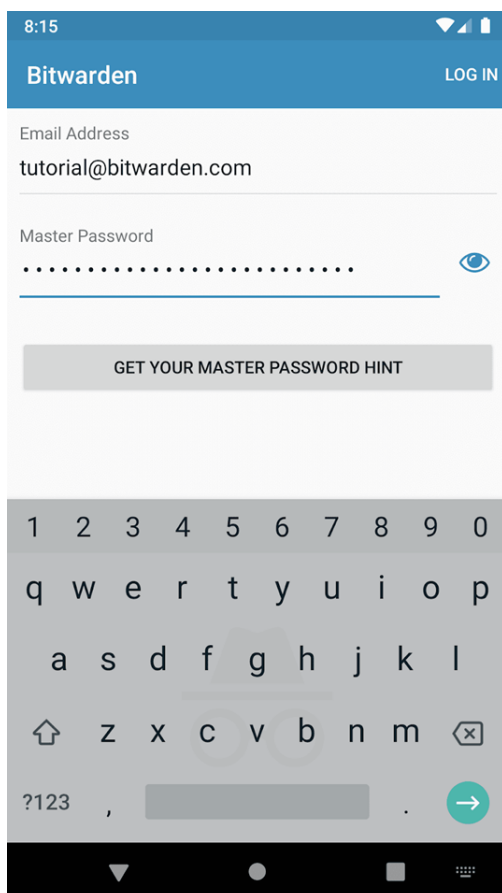 8:15
Bitwarden LOG IN
Email Address
tutorial@bitwarden.com
Master Password
GET YOUR MASTER PASSWORD HINT
1 2 3 4 5 6 7 8 9 0
q w e r t y u i o p
a s d f g h j k l
z x c v b n m
?123 , .